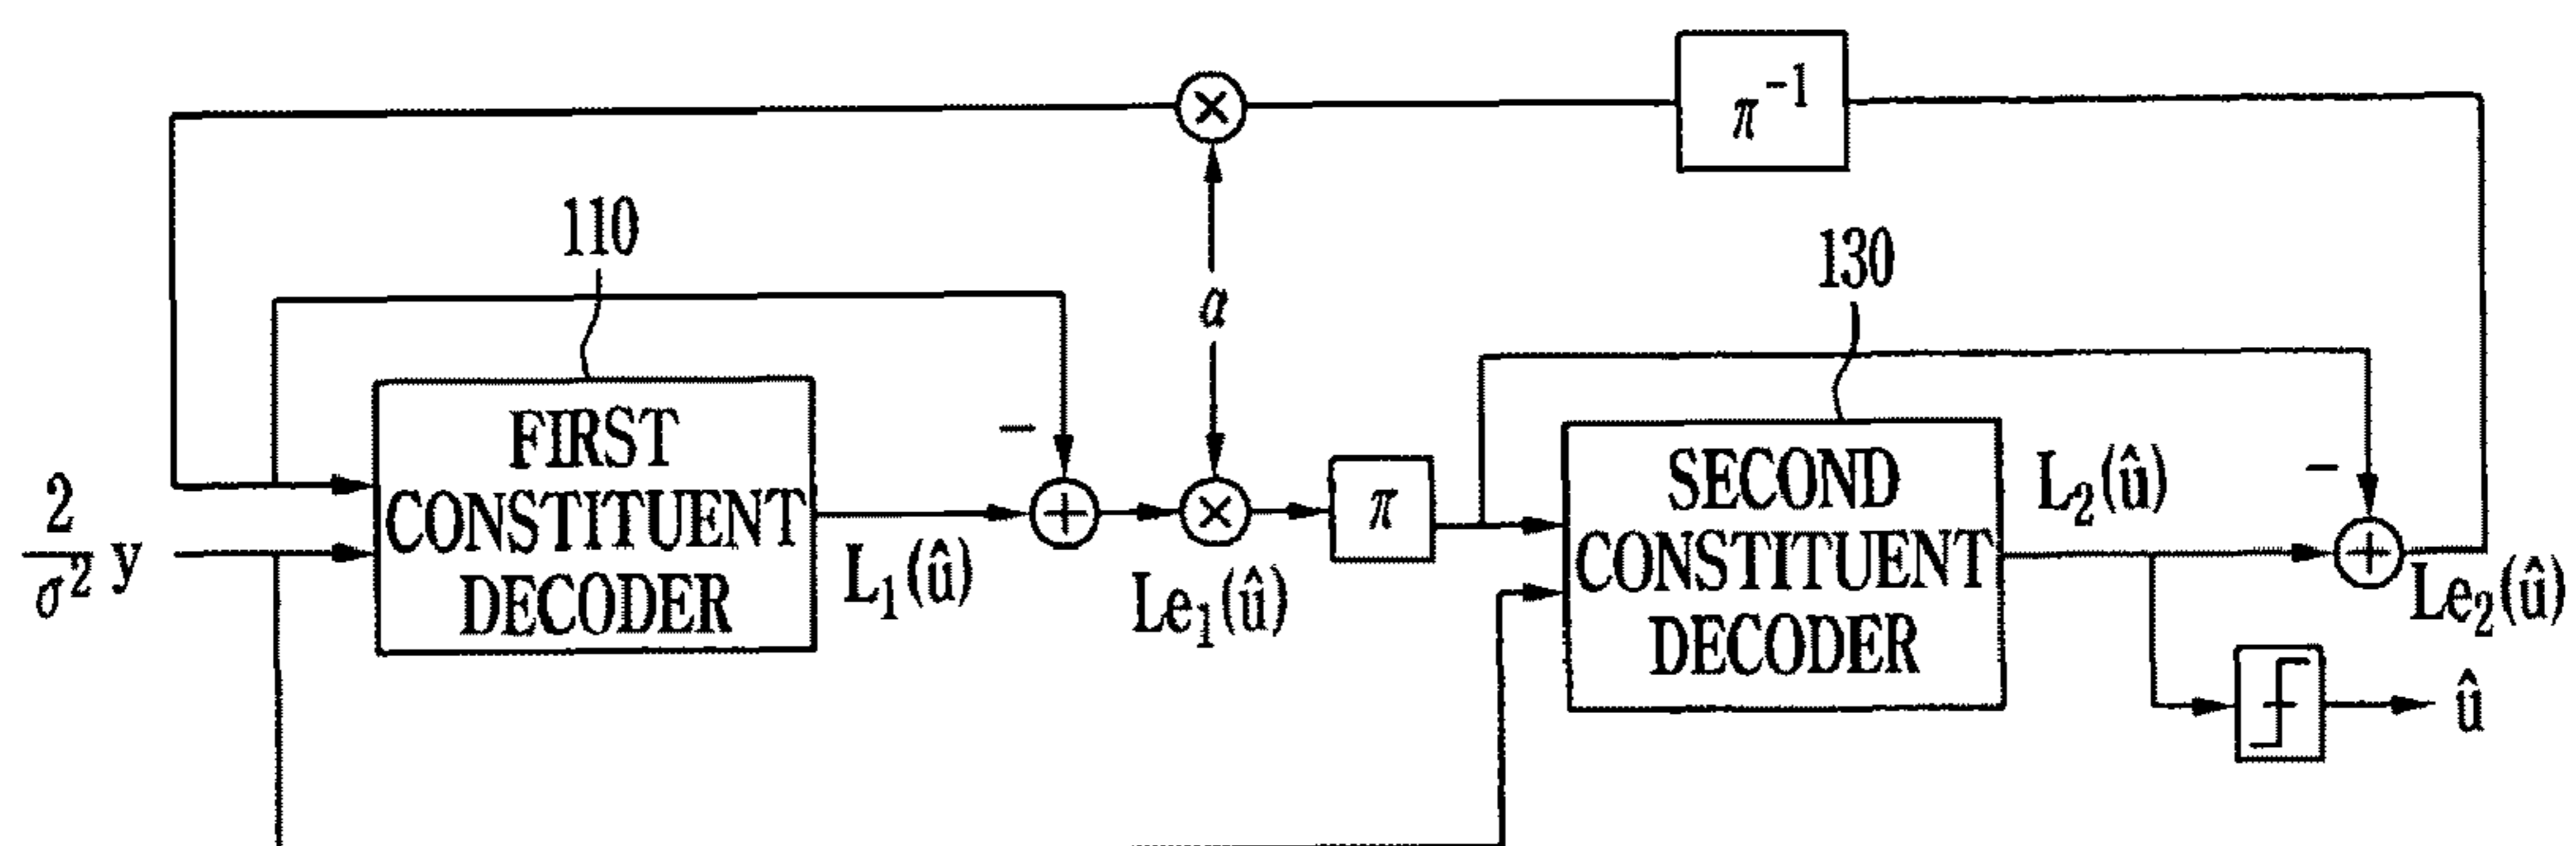 π⁻¹
110
130
a
FIRST
CONSTITUENT
DECODER
SECOND
CONSTITUENT
DECODER
2/σ² y
−
−
L₁(û)
Le₁(û)
π
L₂(û)
Le₂(û)
û